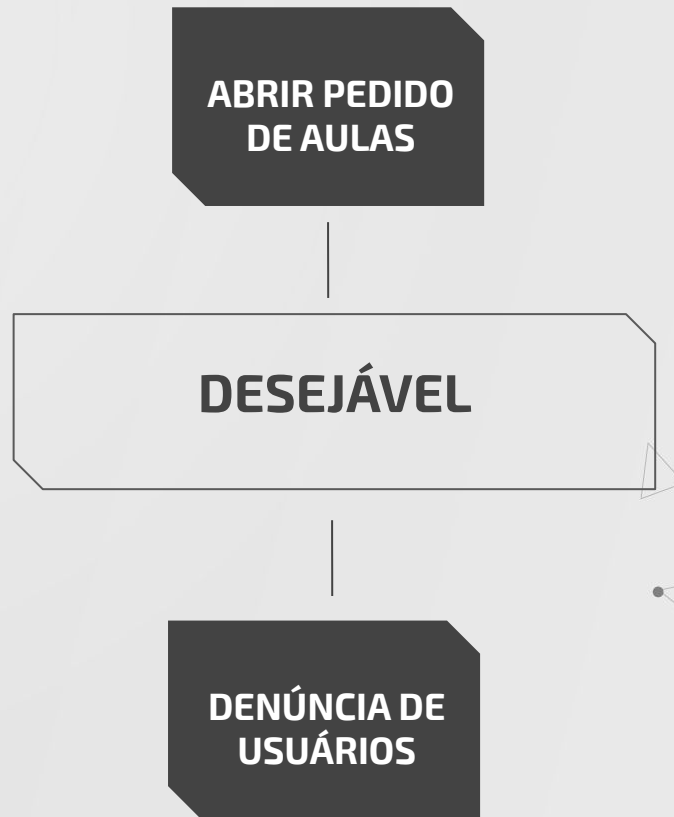 ABRIR PEDIDO
DE AULAS
DESEJÁVEL
DENÚNCIA DE
USUÁRIOS